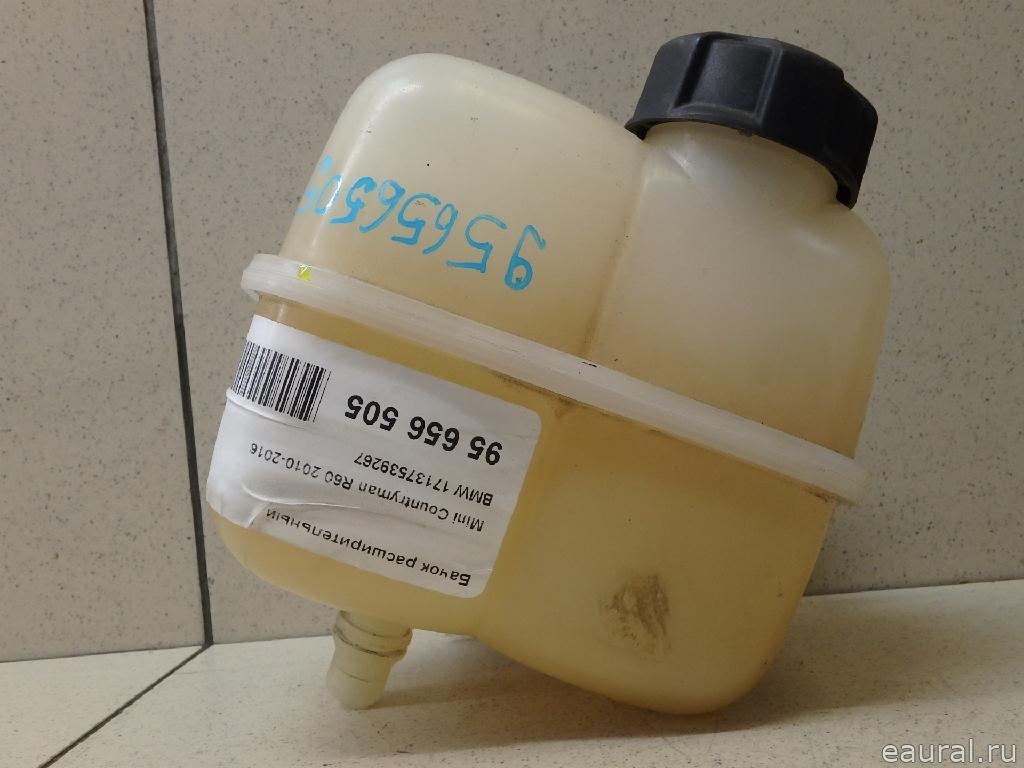 Бачок расширительный
Mini Countryman R60 2010-2016
BMW 17137539267
95 656 505
95656505
eaural.ru